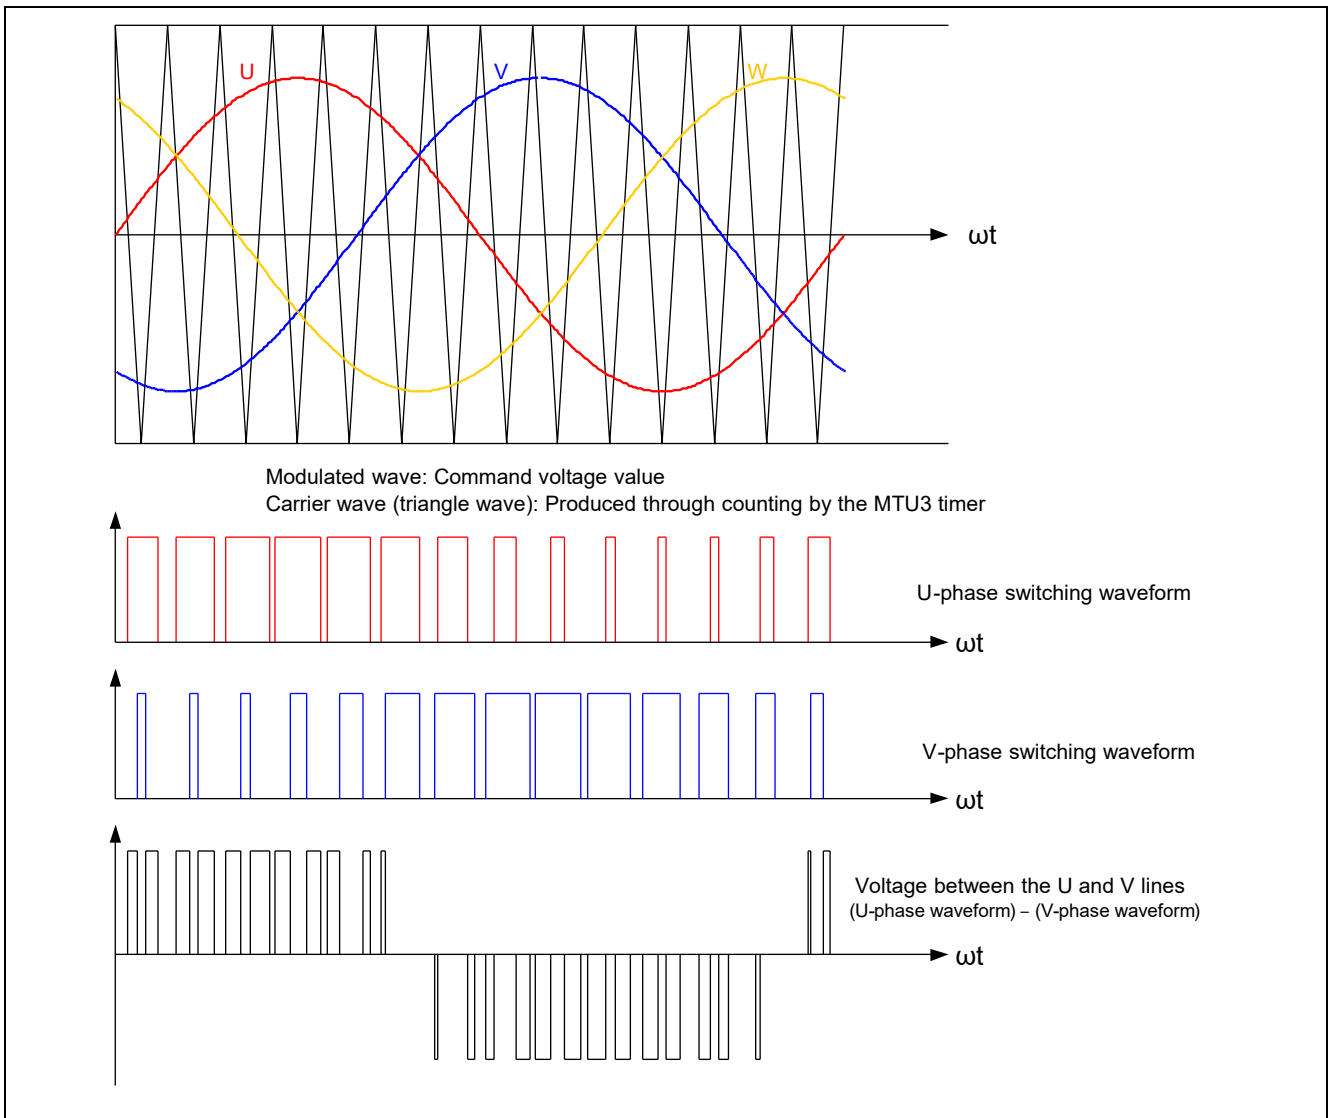 U
V
W
ωt
Modulated wave: Command voltage value
Carrier wave (triangle wave): Produced through counting by the MTU3 timer
U-phase switching waveform
ωt
V-phase switching waveform
ωt
Voltage between the U and V lines
(U-phase waveform) – (V-phase waveform)
ωt